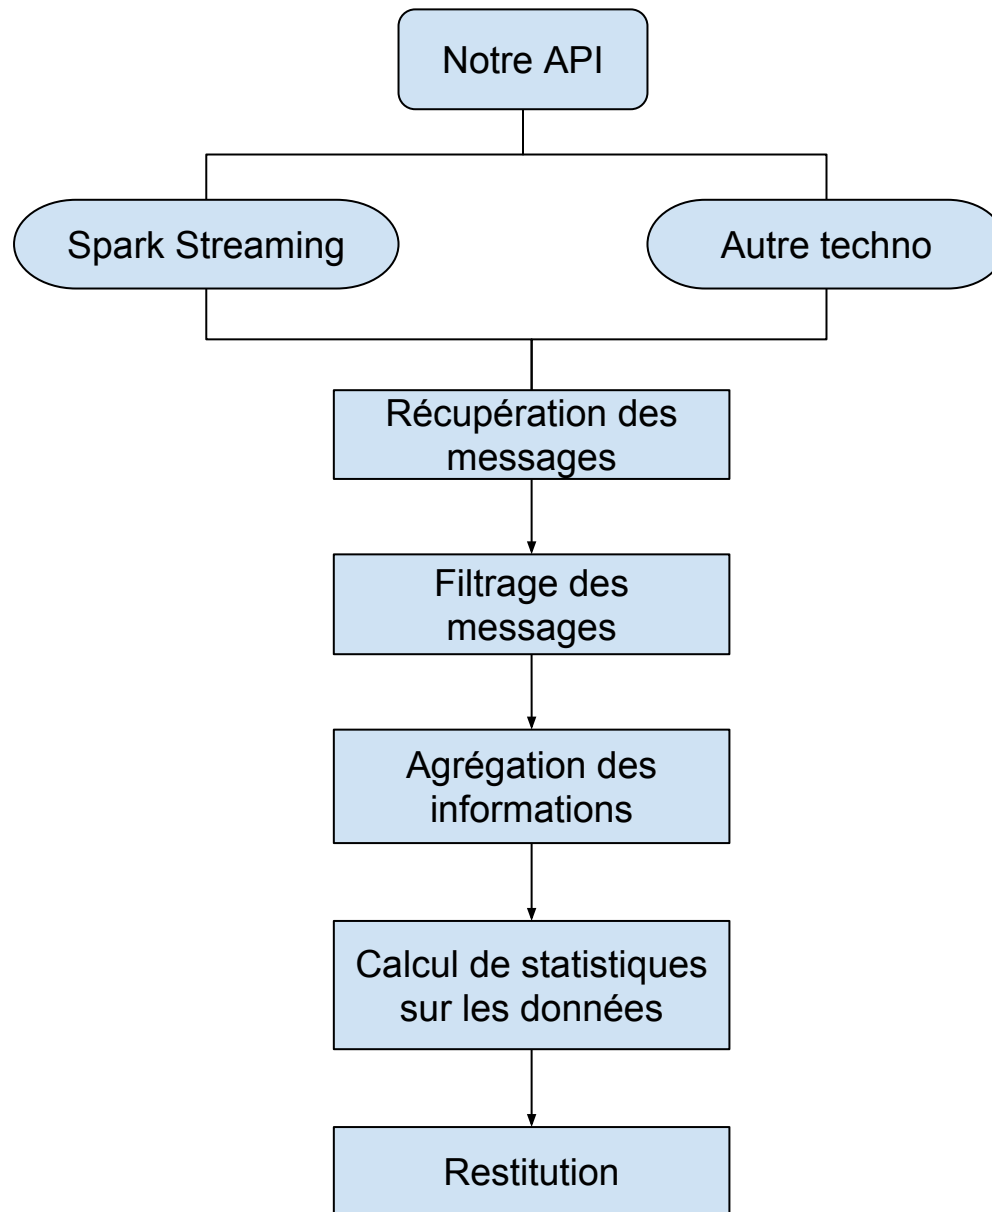 Notre API
Spark Streaming
Autre techno
Récupération des
messages
Filtrage des
messages
Agrégation des
informations
Calcul de statistiques
sur les données
Restitution